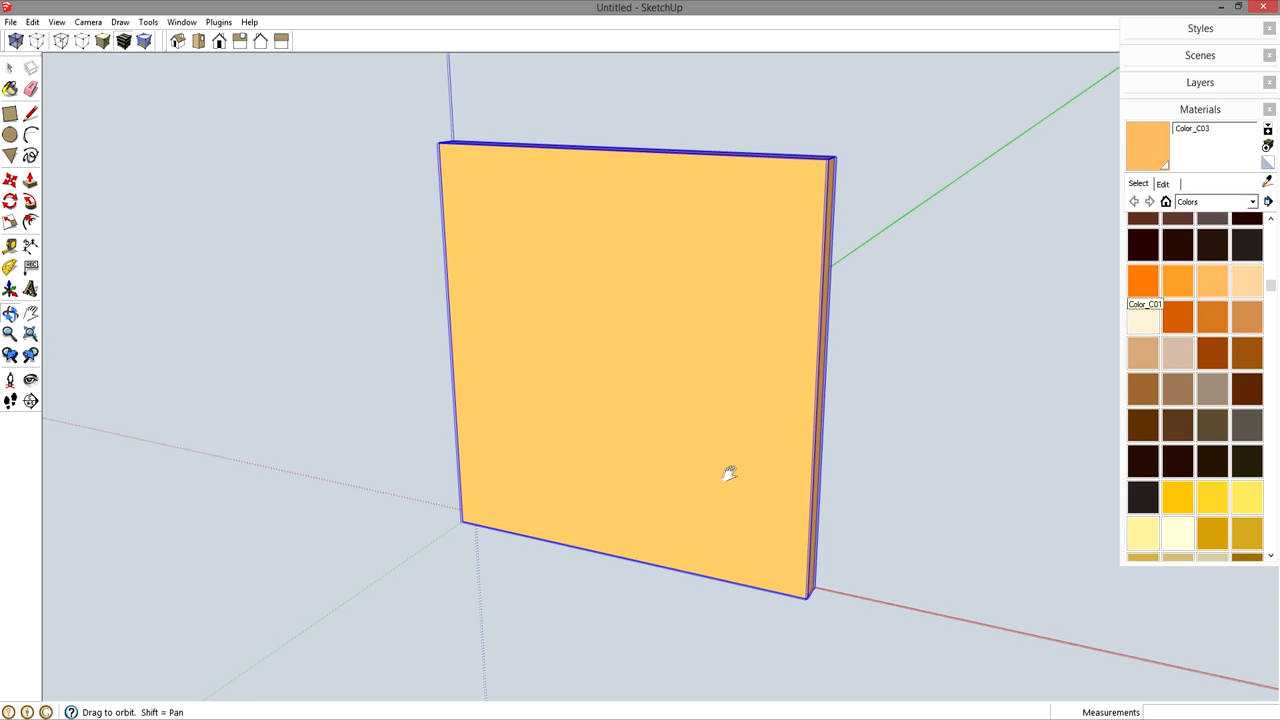 Untitled - SketchUp
File Edit View Camera Draw Tools Window Plugins Help
Styles
Scenes
Layers
Materials
Color_C03
Select Edit
Colors
Color_C01
Drag to orbit. Shift = Pan
Measurements